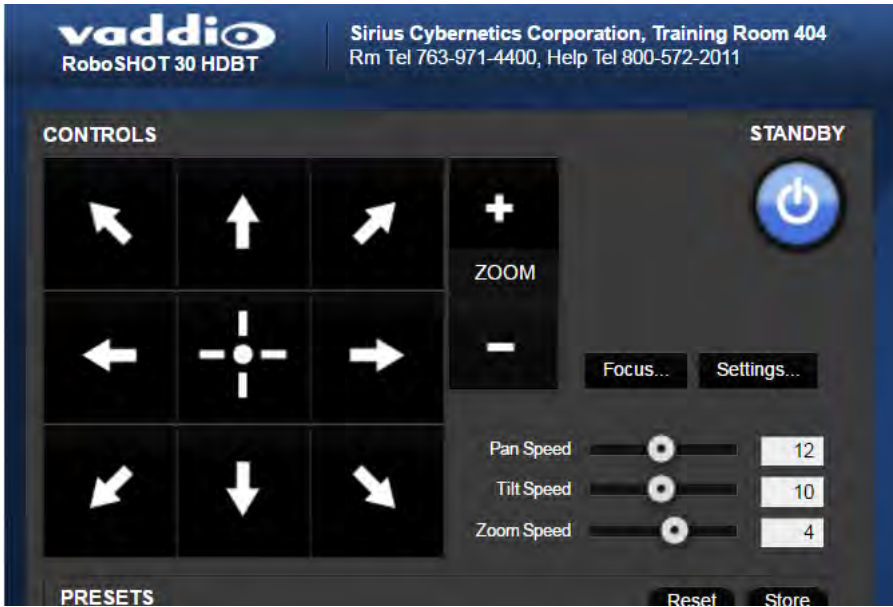 vaddio
RoboSHOT 30 HDBT
Sirius Cybernetics Corporation, Training Room 404
Rm Tel 763-971-4400, Help Tel 800-572-2011
CONTROLS
STANDBY
+
ZOOM
-
Focus...
Settings...
Pan Speed 12
Tilt Speed 10
Zoom Speed 4
PRESETS
Reset
Store